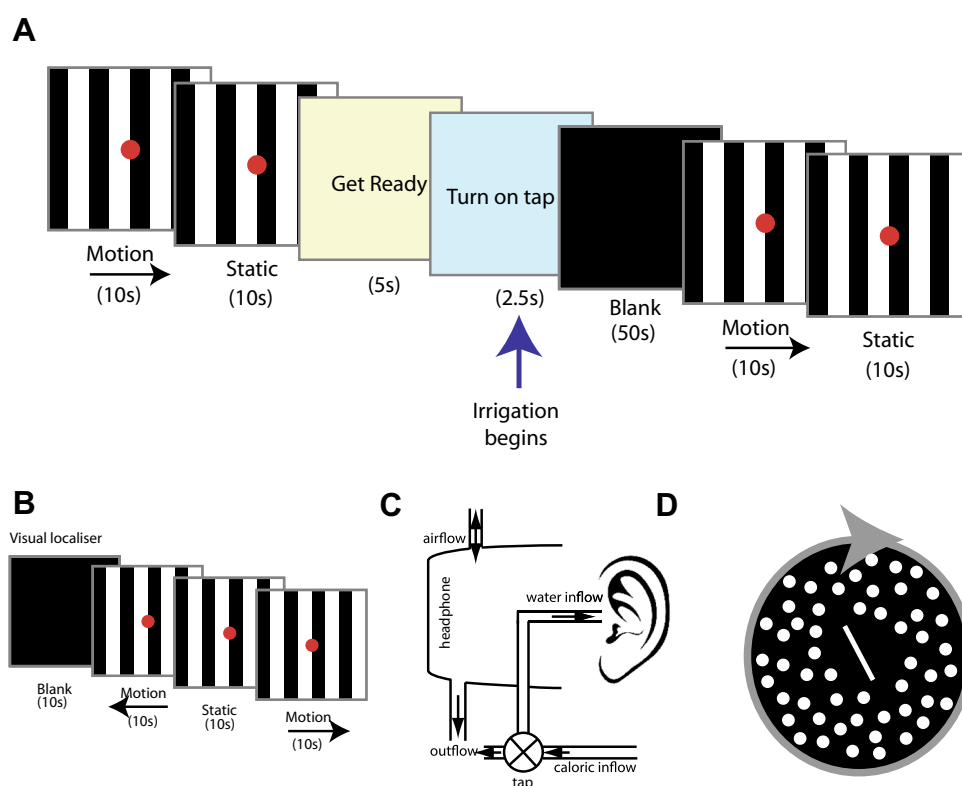 A
Get Ready
Turn on tap
Motion
(10s)
Static
(10s)
(5s)
(2.5s)
Blank
(50s)
Motion
(10s)
Static
(10s)
Irrigation
begins
B
Visual localiser
Blank
(10s)
Motion
(10s)
Static
(10s)
Motion
(10s)
C
airflow
headphone
water inflow
outflow
caloric inflow
tap
D